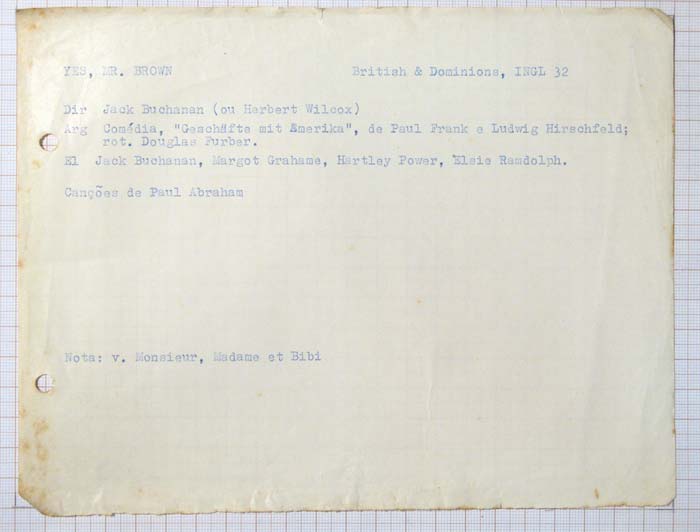 YES, MR. BROWN British & Dominions, INGL 32
Dir Jack Buchanan (ou Herbert Wilcox)
Arg Comédia, "Geschäfte mit Amerika", de Paul Frank e Ludwig Hirschfeld;
rot. Douglas Furber.
El Jack Buchanan, Margot Grahame, Hartley Power, Elsie Ramdolph.
Canções de Paul Abraham
Nota: v. Monsieur, Madame et Bibi